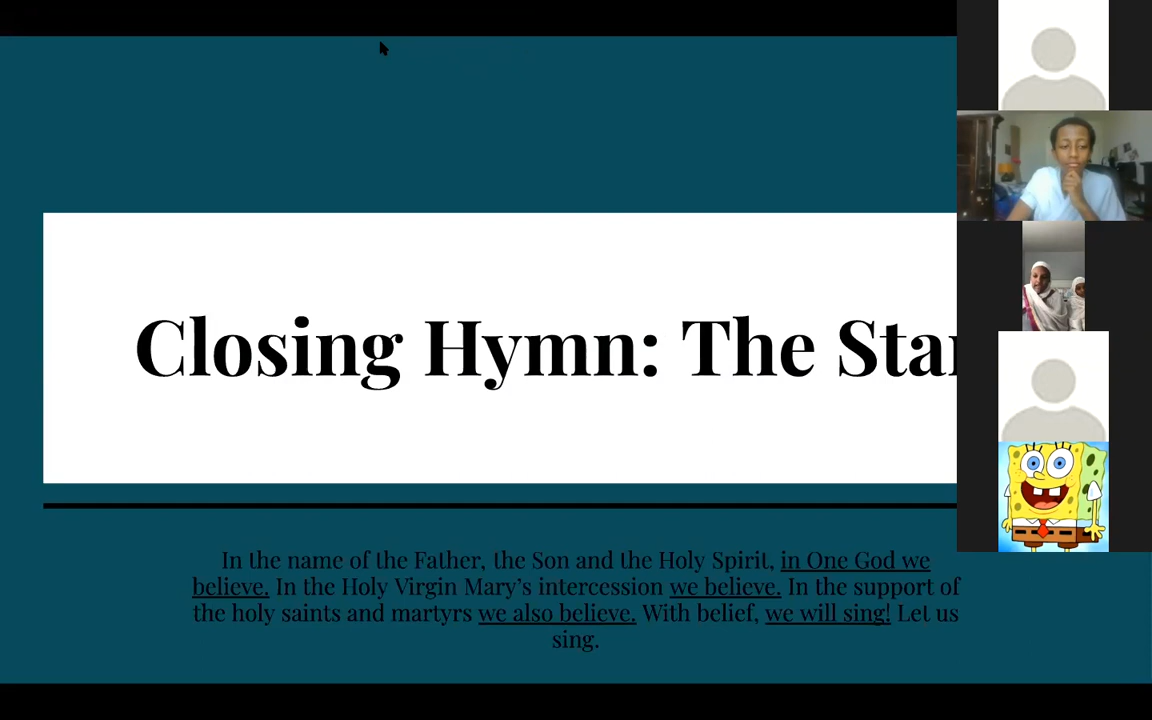 Closing Hymn: The Star
In the name of the Father, the Son and the Holy Spirit, in One God we
believe. In the Holy Virgin Mary's intercession we believe. In the support of
the holy saints and martyrs we also believe. With belief, we will sing! Let us
sing.